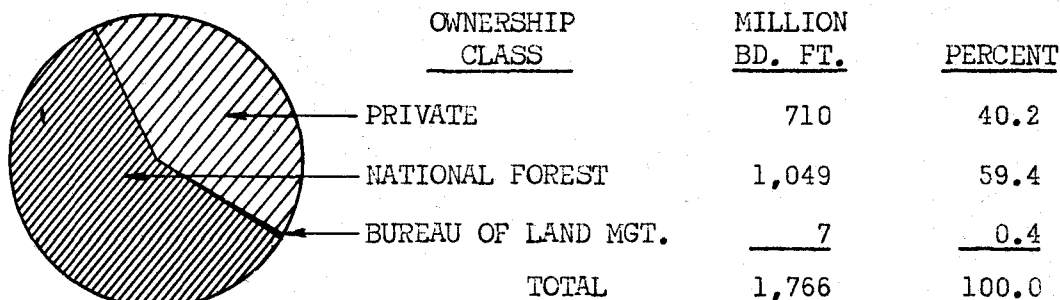 OWNERSHIP MILLION
CLASS BD. FT. PERCENT
PRIVATE 710 40.2
NATIONAL FOREST 1,049 59.4
BUREAU OF LAND MGT. 7 0.4
TOTAL 1,766 100.0